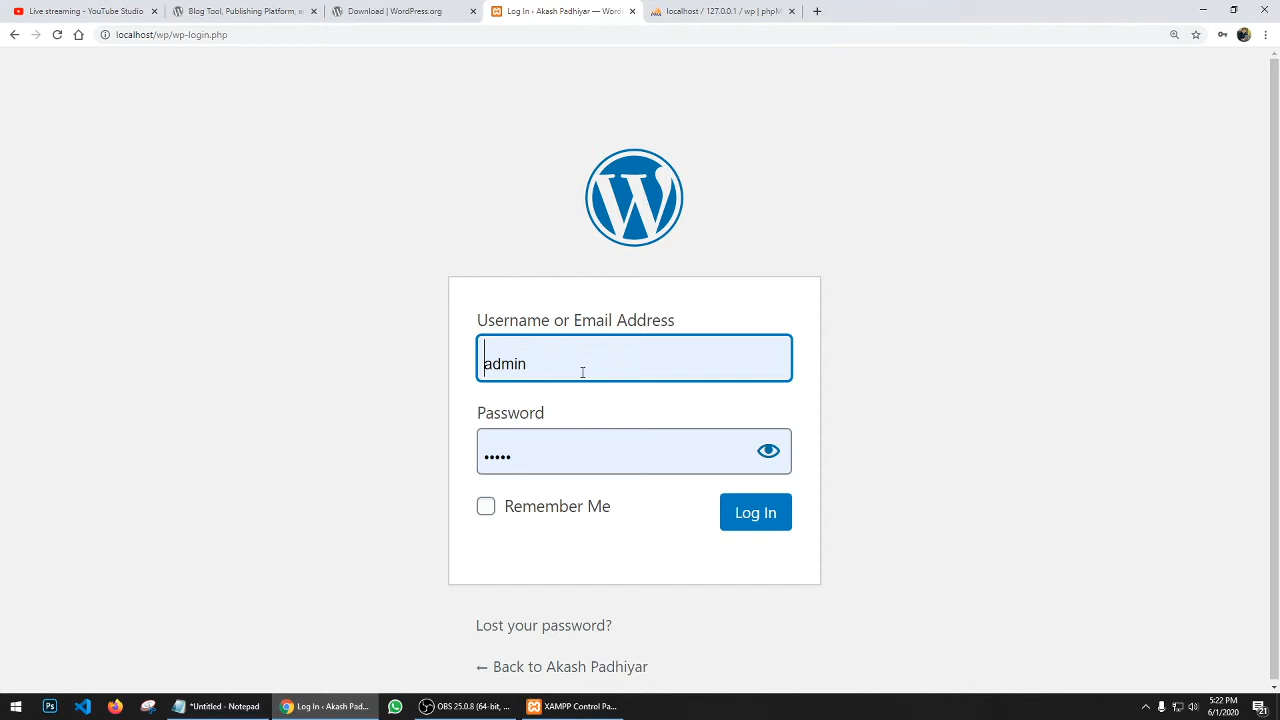 Live streaming - YouTube Studio
Blog Tool, Publishing Platform, a
Download | WordPress.org
Log In ‹ Akash Padhiyar — Word
localhost / 127.0.0.1 / wp | phpM
localhost/wp/wp-login.php
Username or Email Address
admin
Password
•••••
Remember Me
Log In
Lost your password?
← Back to Akash Padhiyar
*Untitled - Notepad
Log In ‹ Akash Pad...
OBS 25.0.8 (64-bit, ...
XAMPP Control Pa...
5:22 PM
6/1/2020